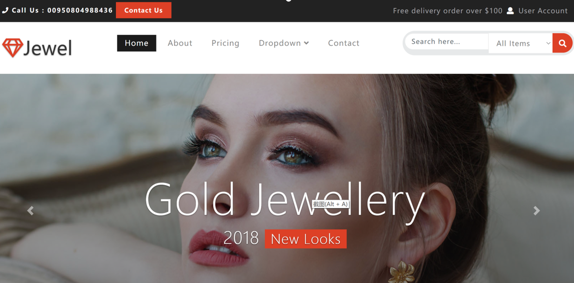 Call Us : 00950804988436 Contact Us Free delivery order over $100 User Account
Jewel Home About Pricing Dropdown Contact Search here... All Items
Gold Jewellery
截图(Alt + A)
2018 New Looks